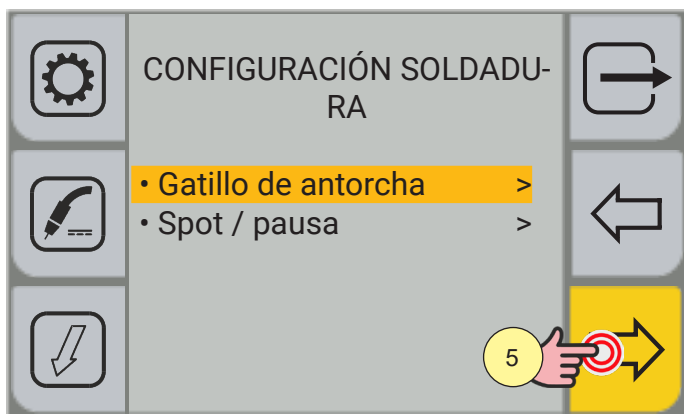 CONFIGURACIÓN SOLDADU-
RA
• Gatillo de antorcha >
• Spot / pausa >
5